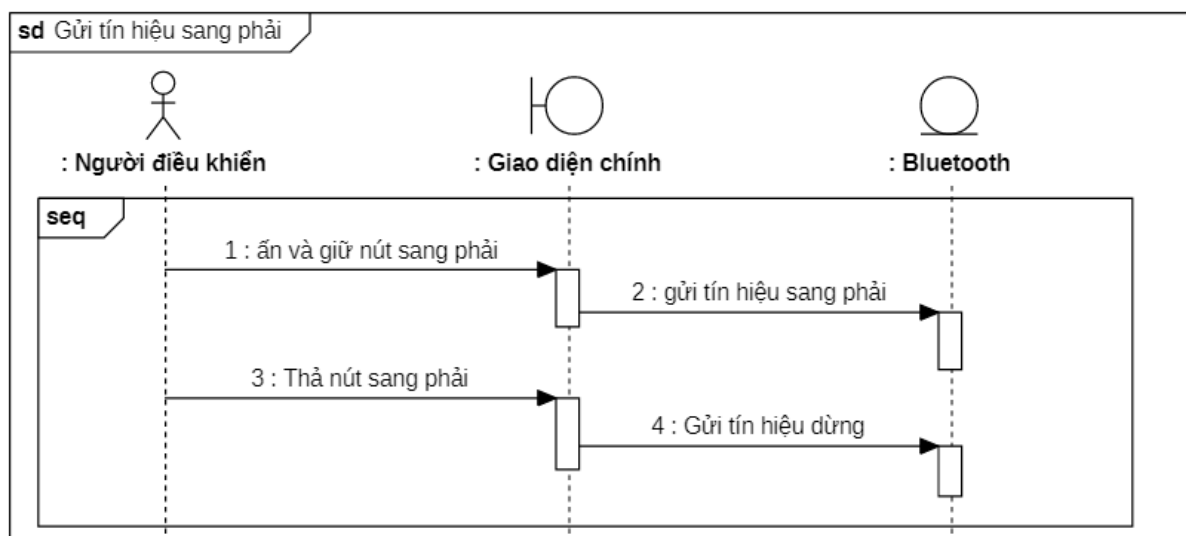 sd Gửi tín hiệu sang phải
: Người điều khiển
: Giao diện chính
: Bluetooth
seq
1 : ấn và giữ nút sang phải
2 : gửi tín hiệu sang phải
3 : Thả nút sang phải
4 : Gửi tín hiệu dừng